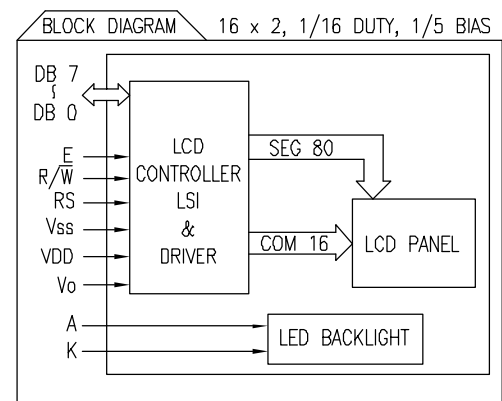 BLOCK DIAGRAM
16 x 2, 1/16 DUTY, 1/5 BIAS
DB 7
DB 0
E
R/W̅
RS
Vss
VDD
Vo
A
K
LCD
CONTROLLER
LSI
&
DRIVER
SEG 80
COM 16
LCD PANEL
LED BACKLIGHT